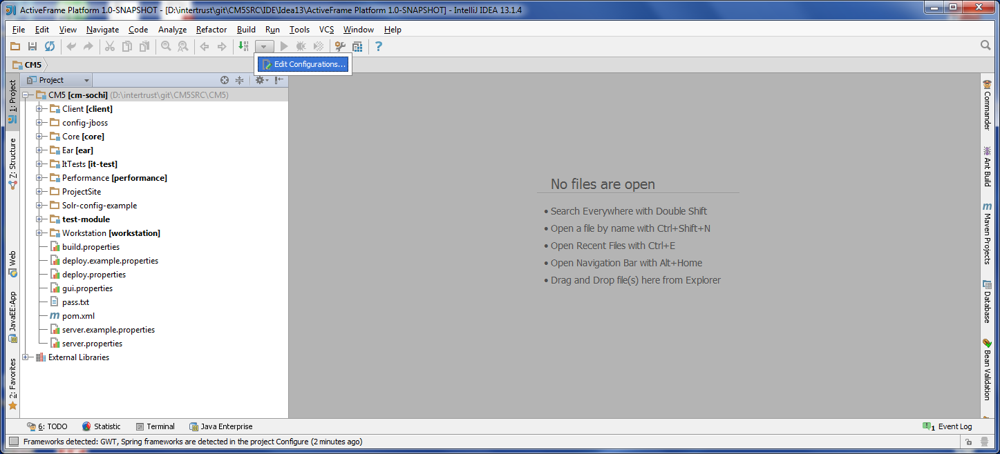 ActiveFrame Platform 1.0-SNAPSHOT - [D:\intertrust\git\CM5SRC\IDE\Idea13\ActiveFrame Platform 1.0-SNAPSHOT] - IntelliJ IDEA 13.1.4
File Edit View Navigate Code Analyze Refactor Build Run Tools VCS Window Help
CM5
Edit Configurations...
Project
CM5 [cm-sochi] (D:\intertrust\git\CM5SRC\CM5)
Client [client]
config-jboss
Core [core]
Ear [ear]
ItTests [it-test]
Performance [performance]
ProjectSite
Solr-config-example
test-module
Workstation [workstation]
build.properties
deploy.example.properties
deploy.properties
gui.properties
pass.txt
pom.xml
server.example.properties
server.properties
External Libraries
1: Project
Z: Structure
Web
JavaEE:App
2: Favorites
No files are open
• Search Everywhere with Double Shift
• Open a file by name with Ctrl+Shift+N
• Open Recent Files with Ctrl+E
• Open Navigation Bar with Alt+Home
• Drag and Drop file(s) here from Explorer
Commander
Ant Build
Maven Projects
Database
Bean Validation
6: TODO Statistic Terminal Java Enterprise 1 Event Log
Frameworks detected: GWT, Spring frameworks are detected in the project Configure (2 minutes ago)